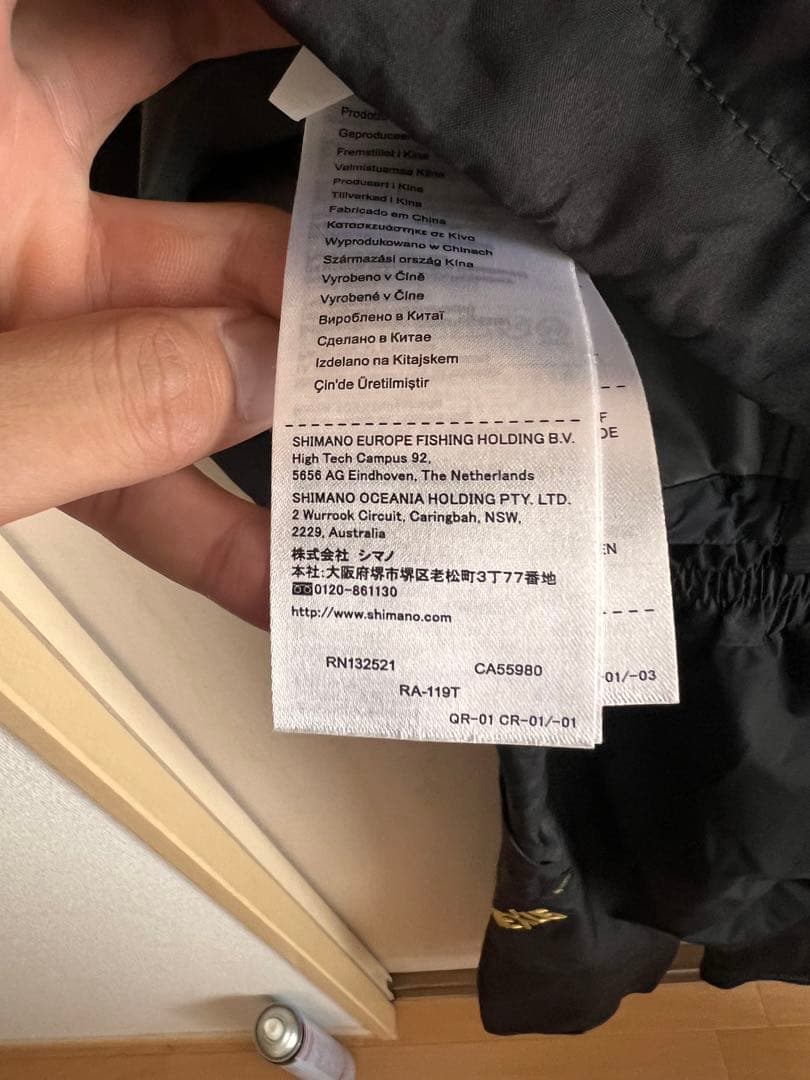 Fremstillet i Kina
Valmistusmaa Kiina
Produsert i Kina
Tillverkad i Kina
Fabricado em China
Κατασκευάστηκε σε Κίνα
Wyprodukowano w Chinach
Származási ország Kína
Vyrobeno v Číně
Vyrobené v Číne
Вироблено в Китаї
Сделано в Китае
Izdelano na Kitajskem
Çin'de Üretilmiştir
SHIMANO EUROPE FISHING HOLDING B.V.
High Tech Campus 92,
5656 AG Eindhoven, The Netherlands
SHIMANO OCEANIA HOLDING PTY. LTD.
2 Wurrook Circuit, Caringbah, NSW,
2229, Australia
株式会社 シマノ
本社:大阪府堺市堺区老松町3丁77番地
0120-861130
http://www.shimano.com
RN132521 CA55980
RA-119T
QR-01 CR-01/-01
01/-03